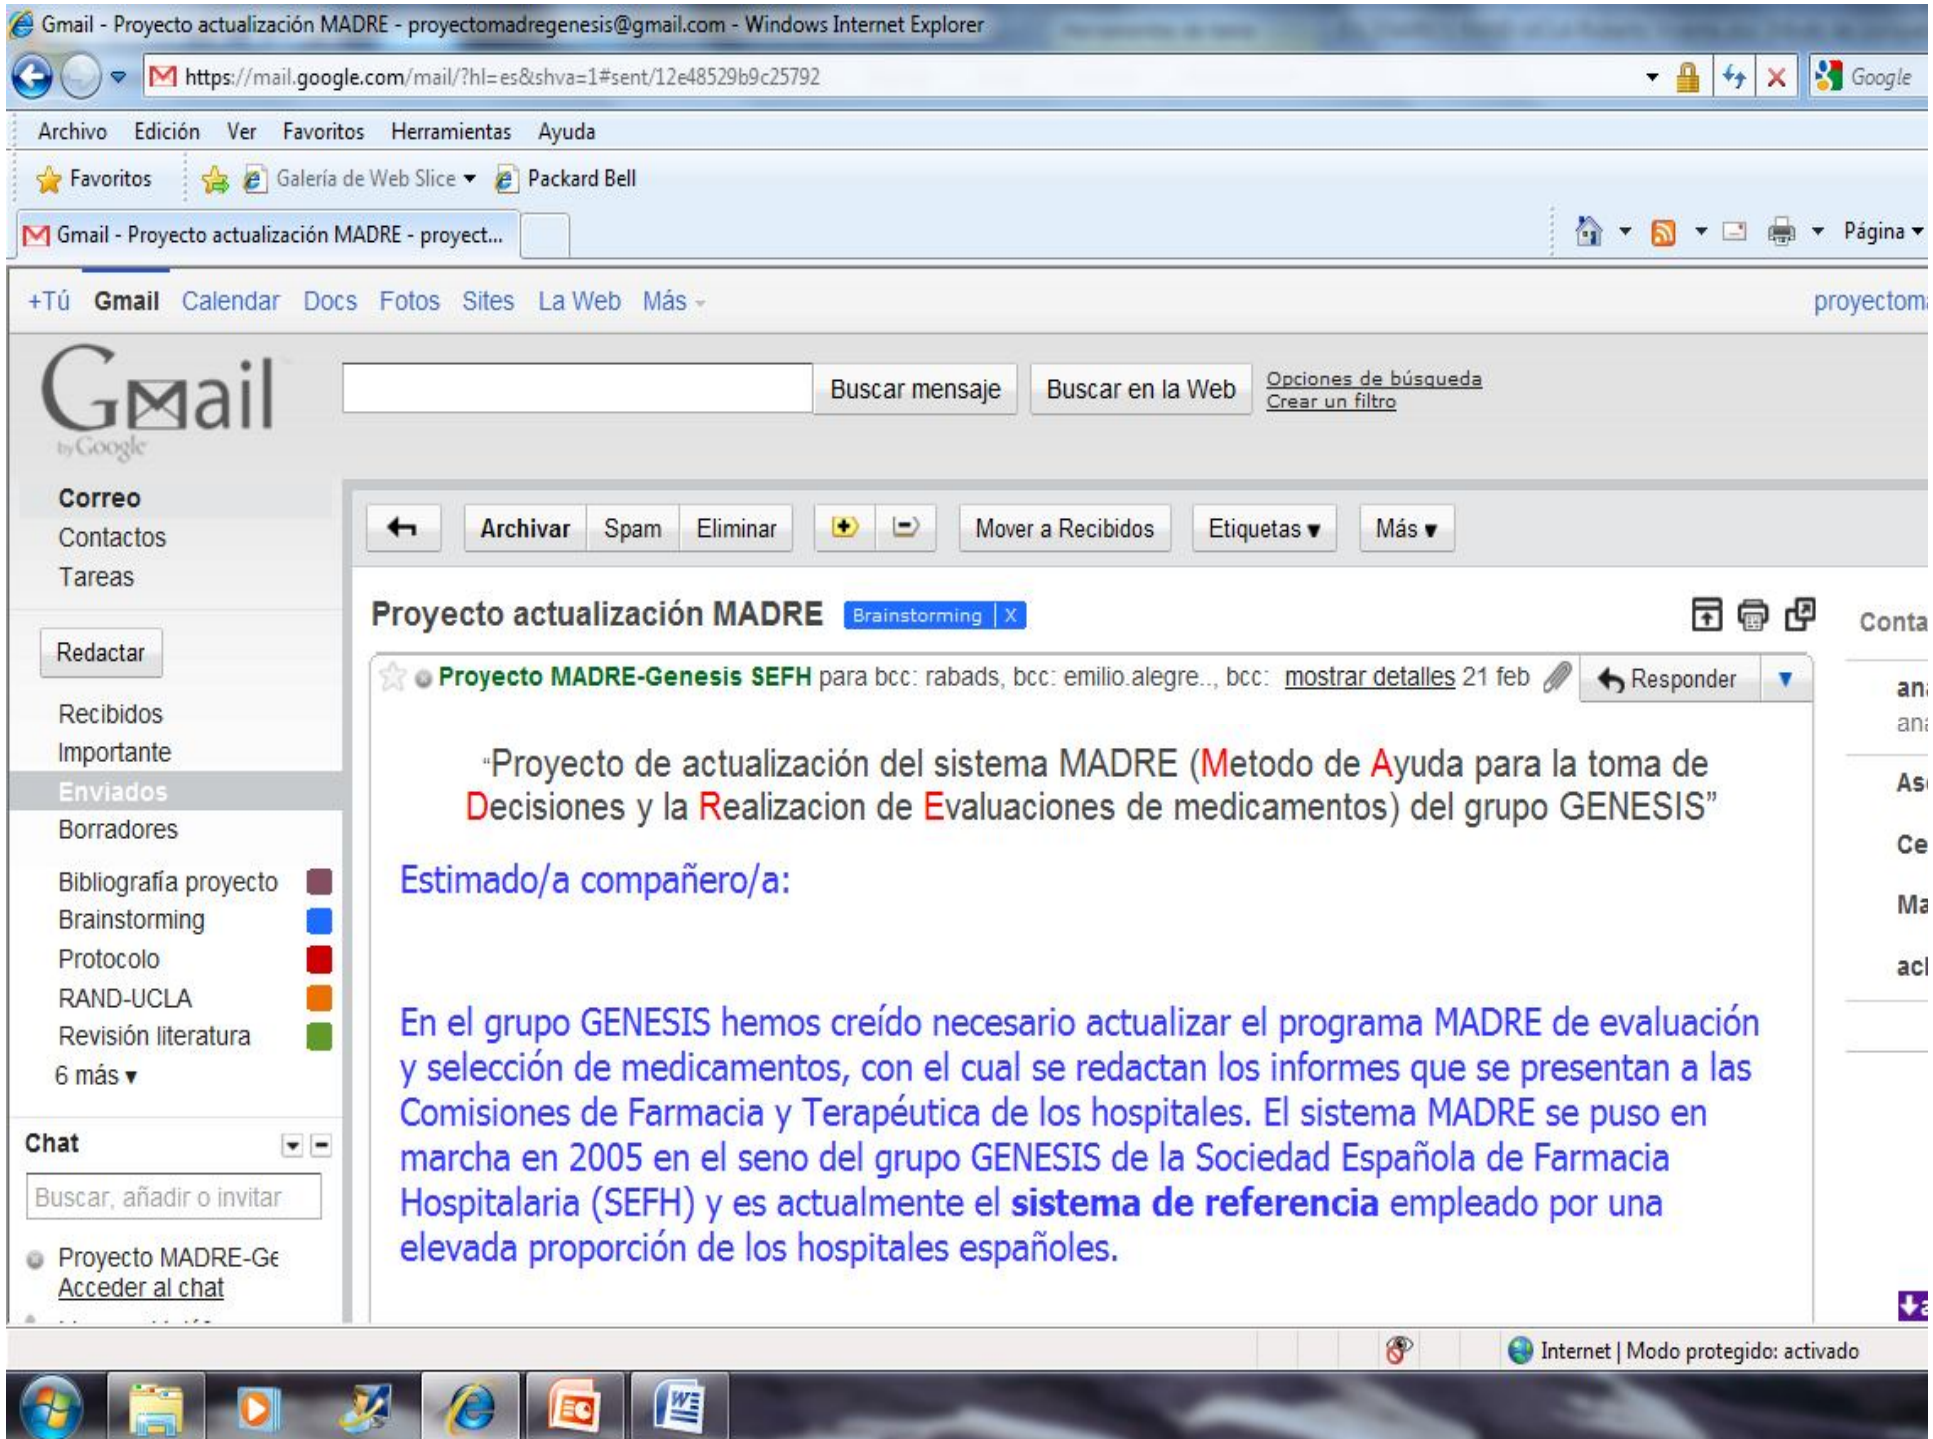 Gmail - Proyecto actualización MADRE - proyectomadregenesis@gmail.com - Windows Internet Explorer
https://mail.google.com/mail/?hl=es&shva=1#sent/12e48529b9c25792
Google
Archivo Edición Ver Favoritos Herramientas Ayuda
Favoritos Galería de Web Slice Packard Bell
Gmail - Proyecto actualización MADRE - proyect...
Página
+Tú Gmail Calendar Docs Fotos Sites La Web Más
proyectom
Gmail
by Google
Buscar mensaje Buscar en la Web
Opciones de búsqueda
Crear un filtro
Correo
Contactos
Tareas
Redactar
Recibidos
Importante
Enviados
Borradores
Bibliografía proyecto
Brainstorming
Protocolo
RAND-UCLA
Revisión literatura
6 más
Chat
Buscar, añadir o invitar
Proyecto MADRE-Ge
Acceder al chat
Archivar Spam Eliminar Mover a Recibidos Etiquetas Más
Proyecto actualización MADRE Brainstorming X
Proyecto MADRE-Genesis SEFH para bcc: rabads, bcc: emilio.alegre.., bcc: mostrar detalles 21 feb Responder
“Proyecto de actualización del sistema MADRE (Metodo de Ayuda para la toma de
Decisiones y la Realizacion de Evaluaciones de medicamentos) del grupo GENESIS”
Estimado/a compañero/a:
En el grupo GENESIS hemos creído necesario actualizar el programa MADRE de evaluación
y selección de medicamentos, con el cual se redactan los informes que se presentan a las
Comisiones de Farmacia y Terapéutica de los hospitales. El sistema MADRE se puso en
marcha en 2005 en el seno del grupo GENESIS de la Sociedad Española de Farmacia
Hospitalaria (SEFH) y es actualmente el sistema de referencia empleado por una
elevada proporción de los hospitales españoles.
Conta
ana
ana
Ase
Ce
Ma
acl
Internet | Modo protegido: activado